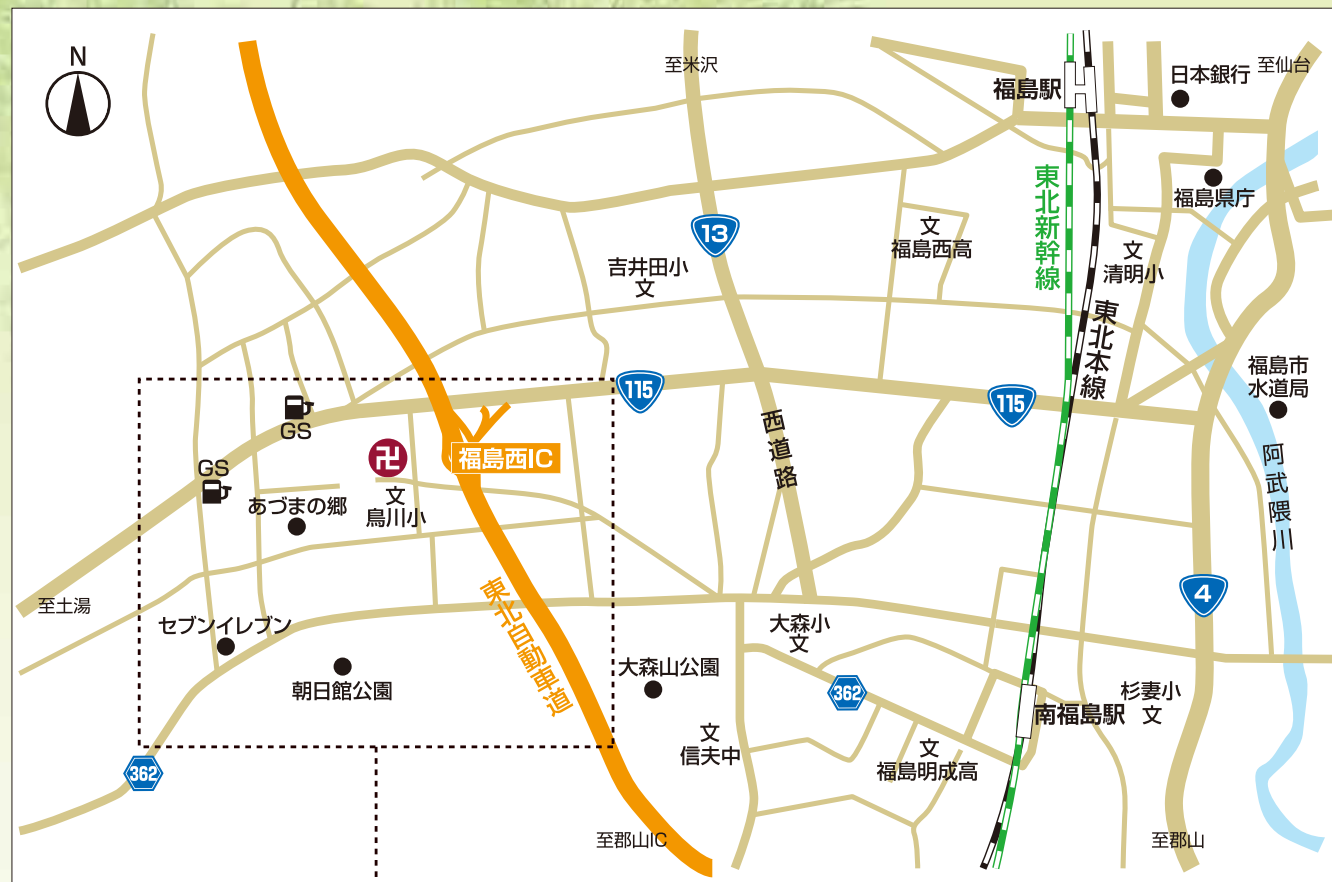 N
至米沢
福島駅
日本銀行
至仙台
東北新幹線
福島県庁
13
文
福島西高
吉井田小
文
文
清明小
東北本線
115
115
福島市
水道局
GS
西道路
卍
福島西IC
GS
あづまの郷
文
鳥川小
阿武隈川
4
至土湯
東北自動車道
セブンイレブン
大森小
文
朝日館公園
大森山公園
362
杉妻小
文
南福島駅
文
信夫中
文
福島明成高
362
至郡山IC
至郡山